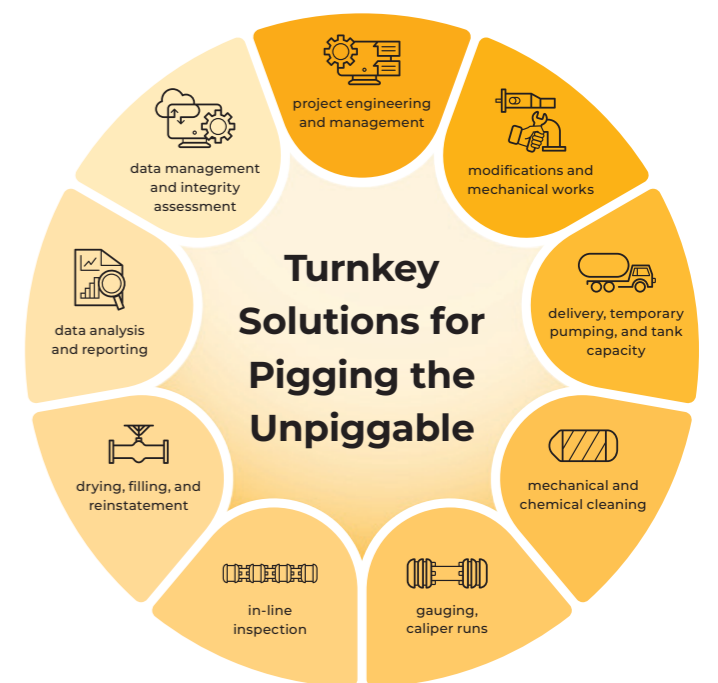 Turnkey
Solutions for
Pigging the
Unpiggable
project engineering
and management
modifications and
mechanical works
delivery, temporary
pumping, and tank
capacity
mechanical and
chemical cleaning
gauging,
caliper runs
in-line
inspection
drying, filling, and
reinstatement
data analysis
and reporting
data management
and integrity
assessment